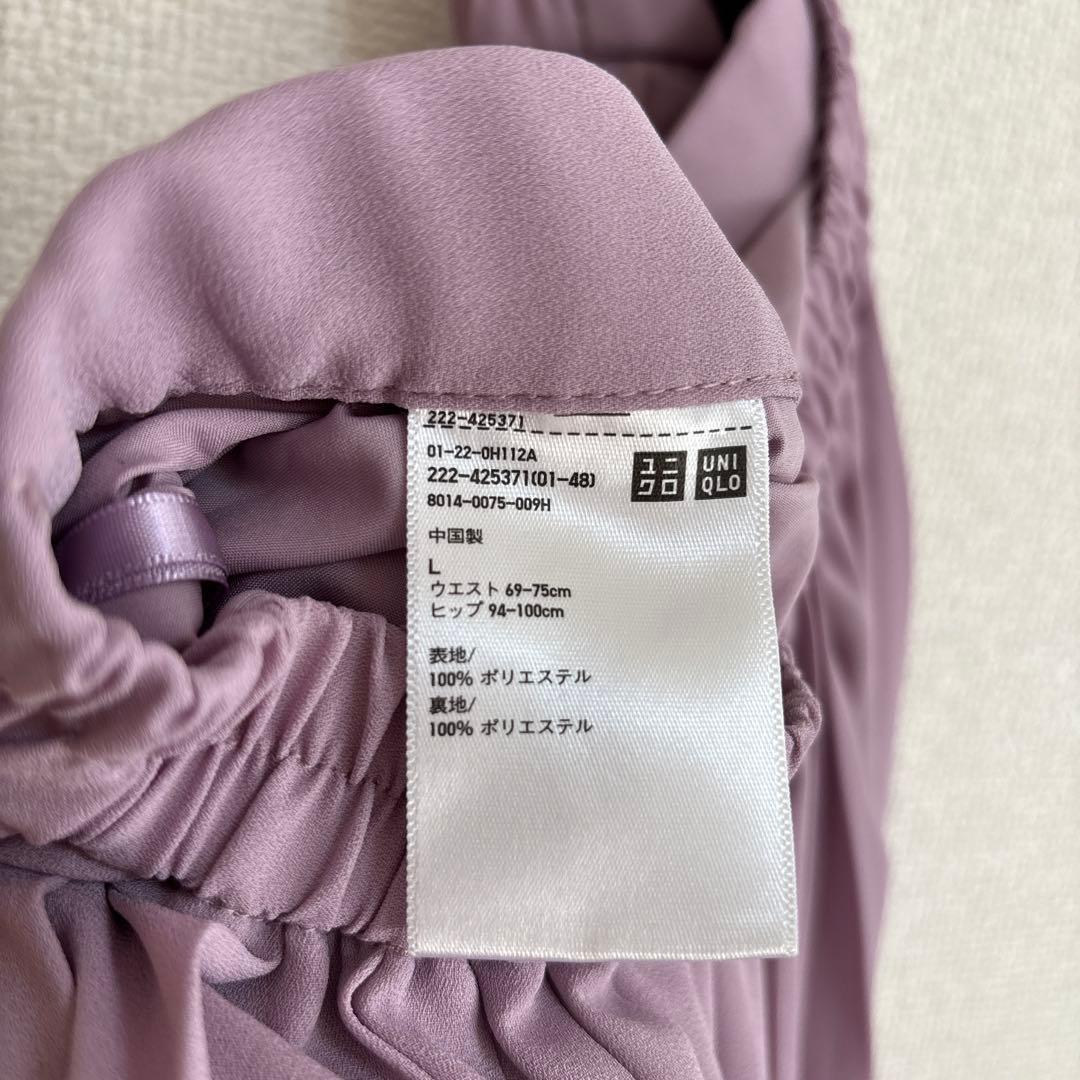 222-425371
01-22-0H112A
222-425371(01-48)
8014-0075-009H
ユニ
クロ
UNI
QLO
中国製
L
ウエスト 69-75cm
ヒップ 94-100cm
表地/
100% ポリエステル
裏地/
100% ポリエステル